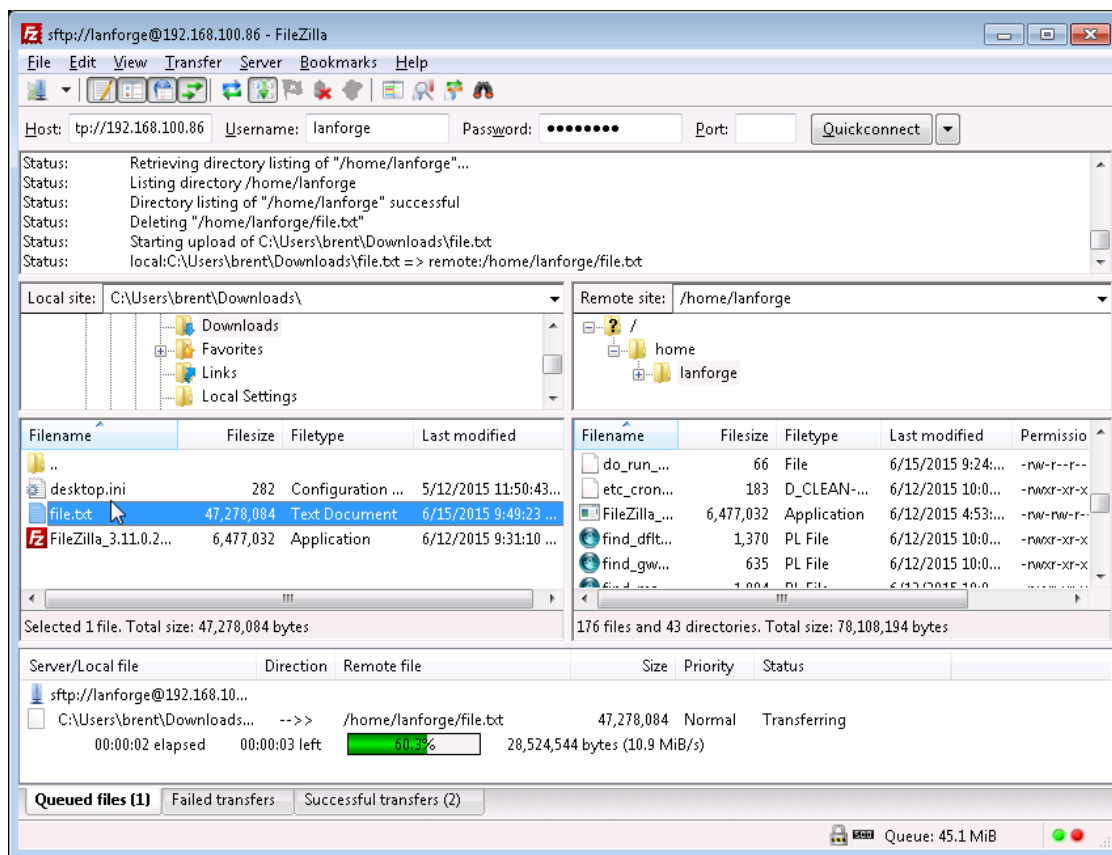 sftp://lanforge@192.168.100.86 - FileZilla
File Edit View Transfer Server Bookmarks Help
Host: tp://192.168.100.86 Username: lanforge Password: ●●●●●●●● Port: Quickconnect
Status: Retrieving directory listing of "/home/lanforge"...
Status: Listing directory /home/lanforge
Status: Directory listing of "/home/lanforge" successful
Status: Deleting "/home/lanforge/file.txt"
Status: Starting upload of C:\Users\brent\Downloads\file.txt
Status: local:C:\Users\brent\Downloads\file.txt => remote:/home/lanforge/file.txt
Local site: C:\Users\brent\Downloads\
Downloads
Favorites
Links
Local Settings
Remote site: /home/lanforge
/
home
lanforge
Filename Filesize Filetype Last modified
..
desktop.ini 282 Configuration ... 5/12/2015 11:50:43...
file.txt 47,278,084 Text Document 6/15/2015 9:49:23 ...
FileZilla_3.11.0.2... 6,477,032 Application 6/12/2015 9:31:10 ...
Selected 1 file. Total size: 47,278,084 bytes
Filename Filesize Filetype Last modified Permissio
do_run_... 66 File 6/15/2015 9:24:... -rw-r--r--
etc_cron... 183 D_CLEAN-... 6/12/2015 10:0... -rwxr-xr-x
FileZilla_... 6,477,032 Application 6/12/2015 4:53:... -rw-rw-r--
find_dflt... 1,370 PL File 6/12/2015 10:0... -rwxr-xr-x
find_gw... 635 PL File 6/12/2015 10:0... -rwxr-xr-x
176 files and 43 directories. Total size: 78,108,194 bytes
Server/Local file Direction Remote file Size Priority Status
sftp://lanforge@192.168.10...
C:\Users\brent\Downloads... -->> /home/lanforge/file.txt 47,278,084 Normal Transferring
00:00:02 elapsed 00:00:03 left 60.3% 28,524,544 bytes (10.9 MiB/s)
Queued files (1) Failed transfers Successful transfers (2)
Queue: 45.1 MiB